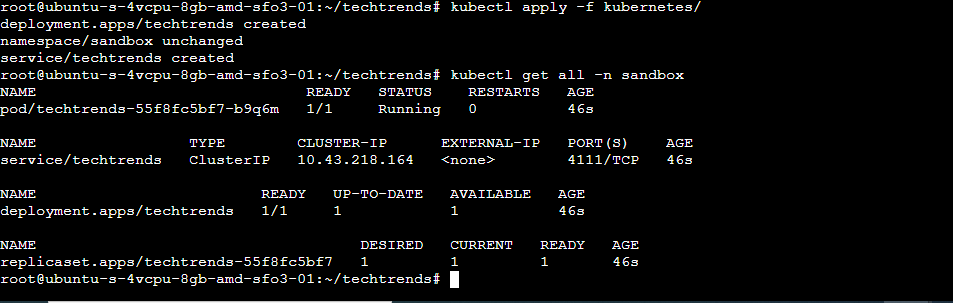 root@ubuntu-s-4vcpu-8gb-amd-sfo3-01:~/techtrends# kubectl apply -f kubernetes/
deployment.apps/techtrends created
namespace/sandbox unchanged
service/techtrends created
root@ubuntu-s-4vcpu-8gb-amd-sfo3-01:~/techtrends# kubectl get all -n sandbox
NAME READY STATUS RESTARTS AGE
pod/techtrends-55f8fc5bf7-b9q6m 1/1 Running 0 46s
NAME TYPE CLUSTER-IP EXTERNAL-IP PORT(S) AGE
service/techtrends ClusterIP 10.43.218.164 <none> 4111/TCP 46s
NAME READY UP-TO-DATE AVAILABLE AGE
deployment.apps/techtrends 1/1 1 1 46s
NAME DESIRED CURRENT READY AGE
replicaset.apps/techtrends-55f8fc5bf7 1 1 1 46s
root@ubuntu-s-4vcpu-8gb-amd-sfo3-01:~/techtrends#